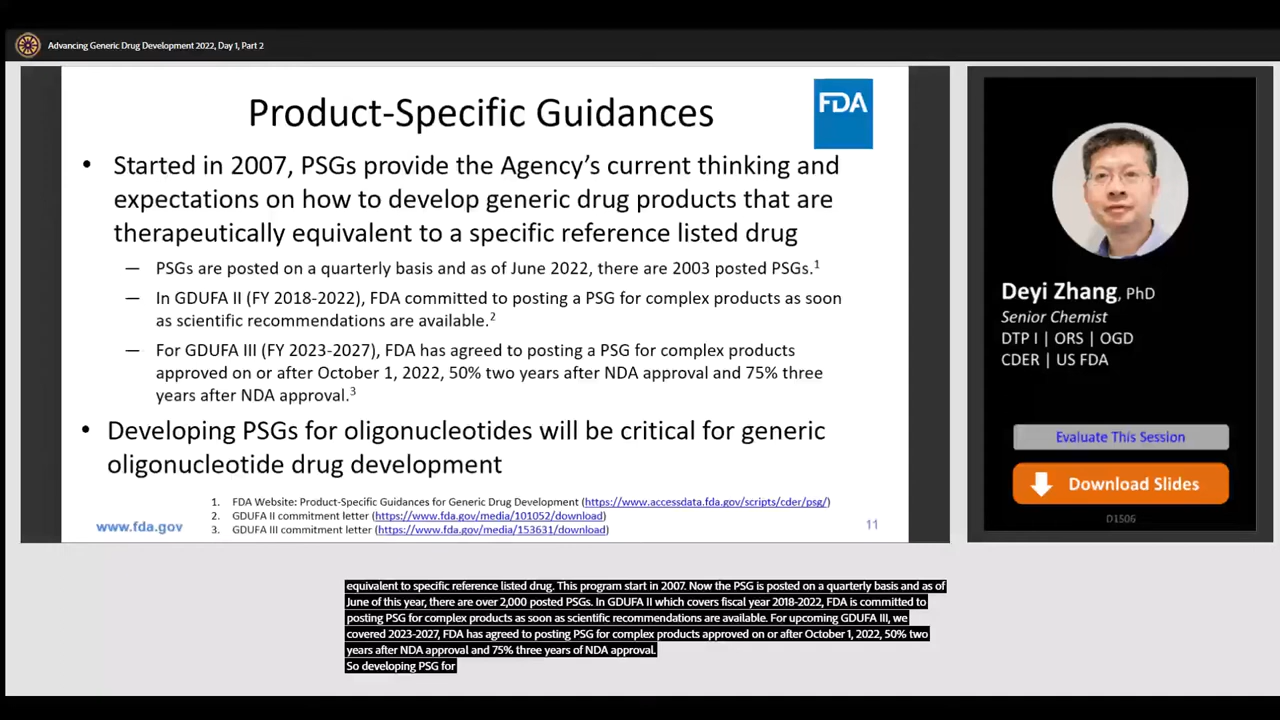 Advancing Generic Drug Development 2022, Day 1, Part 2
Product-Specific Guidances
FDA
• Started in 2007, PSGs provide the Agency’s current thinking and
expectations on how to develop generic drug products that are
therapeutically equivalent to a specific reference listed drug
— PSGs are posted on a quarterly basis and as of June 2022, there are 2003 posted PSGs.1
— In GDUFA II (FY 2018-2022), FDA committed to posting a PSG for complex products as soon
as scientific recommendations are available.2
— For GDUFA III (FY 2023-2027), FDA has agreed to posting a PSG for complex products
approved on or after October 1, 2022, 50% two years after NDA approval and 75% three
years after NDA approval.3
• Developing PSGs for oligonucleotides will be critical for generic
oligonucleotide drug development
1. FDA Website: Product-Specific Guidances for Generic Drug Development (https://www.accessdata.fda.gov/scripts/cder/psg/)
2. GDUFA II commitment letter (https://www.fda.gov/media/101052/download)
3. GDUFA III commitment letter (https://www.fda.gov/media/153631/download)
www.fda.gov
11
Deyi Zhang, PhD
Senior Chemist
DTP I | ORS | OGD
CDER | US FDA
Evaluate This Session
Download Slides
D1506
equivalent to specific reference listed drug. This program start in 2007. Now the PSG is posted on a quarterly basis and as of
June of this year, there are over 2,000 posted PSGs. In GDUFA II which covers fiscal year 2018-2022, FDA is committed to
posting PSG for complex products as soon as scientific recommendations are available. For upcoming GDUFA III, we
covered 2023-2027, FDA has agreed to posting PSG for complex products approved on or after October 1, 2022, 50% two
years after NDA approval and 75% three years of NDA approval.
So developing PSG for